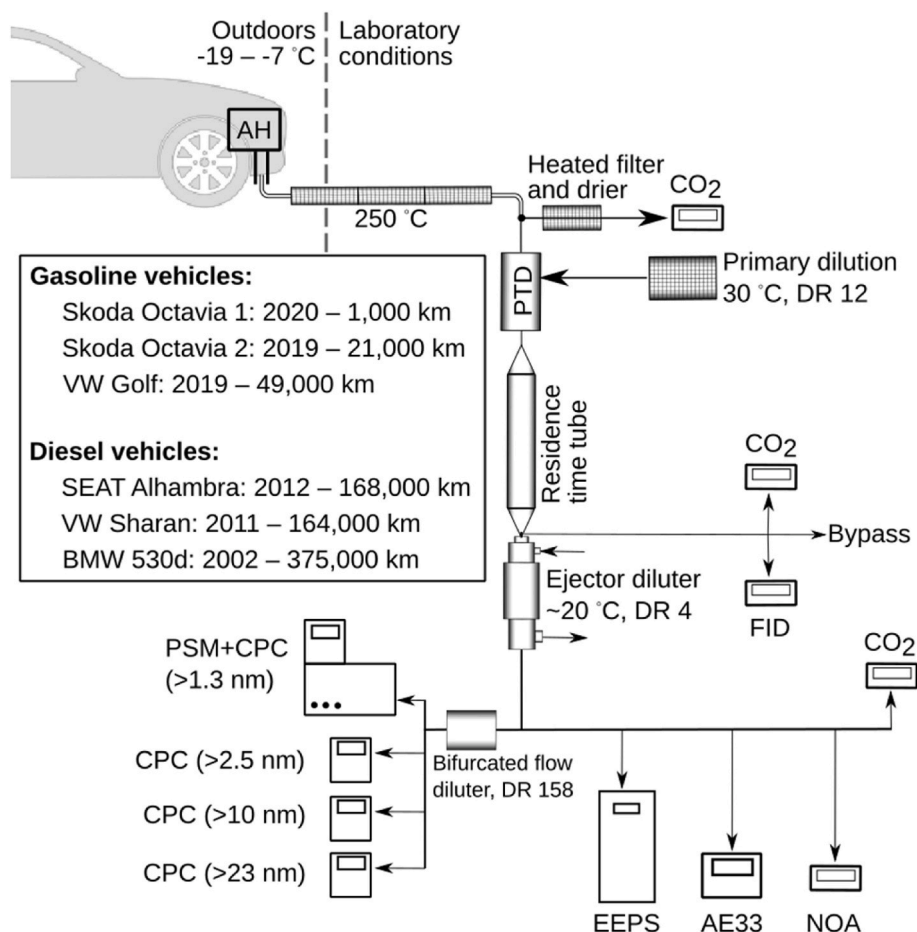 Outdoors
-19 – -7 °C
Laboratory
conditions
AH
250 °C
Heated filter
and drier
CO2
PTD
Primary dilution
30 °C, DR 12
Gasoline vehicles:
Skoda Octavia 1: 2020 – 1,000 km
Skoda Octavia 2: 2019 – 21,000 km
VW Golf: 2019 – 49,000 km
Diesel vehicles:
SEAT Alhambra: 2012 – 168,000 km
VW Sharan: 2011 – 164,000 km
BMW 530d: 2002 – 375,000 km
Residence
time tube
CO2
Bypass
FID
Ejector diluter
~20 °C, DR 4
CO2
PSM+CPC
(>1.3 nm)
CPC (>2.5 nm)
CPC (>10 nm)
CPC (>23 nm)
Bifurcated flow
diluter, DR 158
EEPS
AE33
NOA